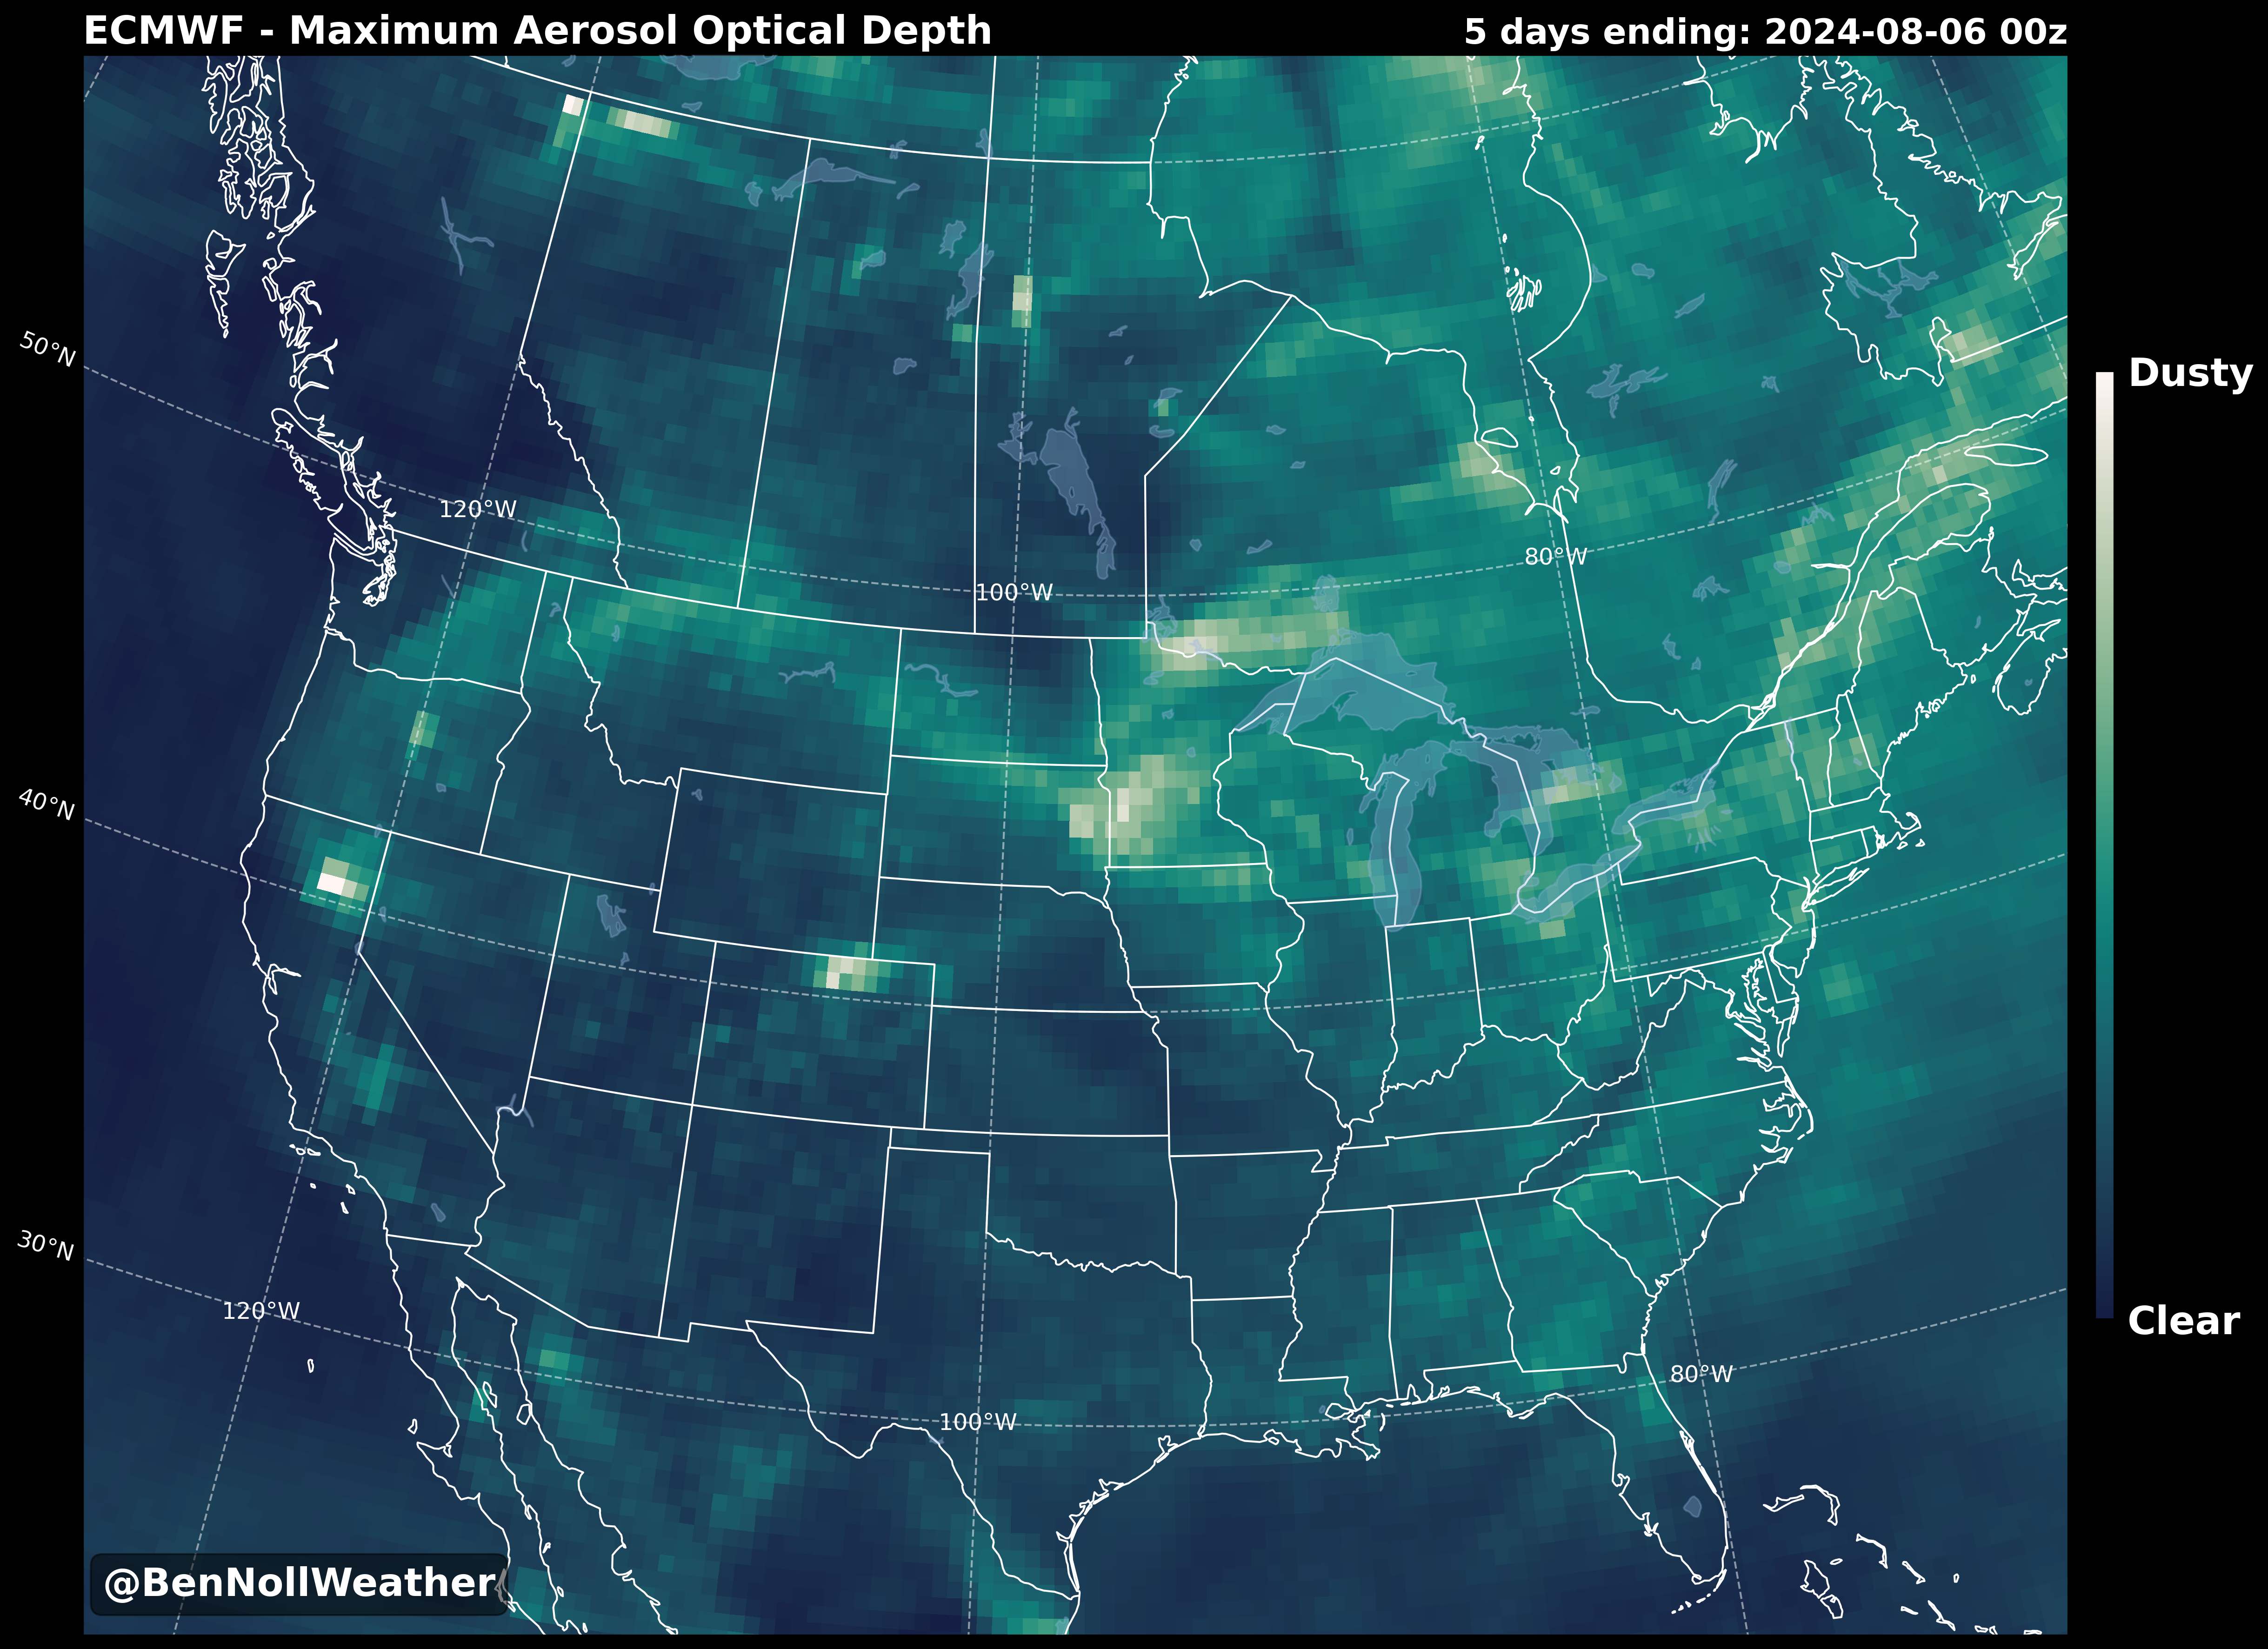 ECMWF - Maximum Aerosol Optical Depth
5 days ending: 2024-08-06 00z
50°N
40°N
30°N
120°W
100°W
80°W
120°W
100°W
80°W
Dusty
Clear
@BenNollWeather